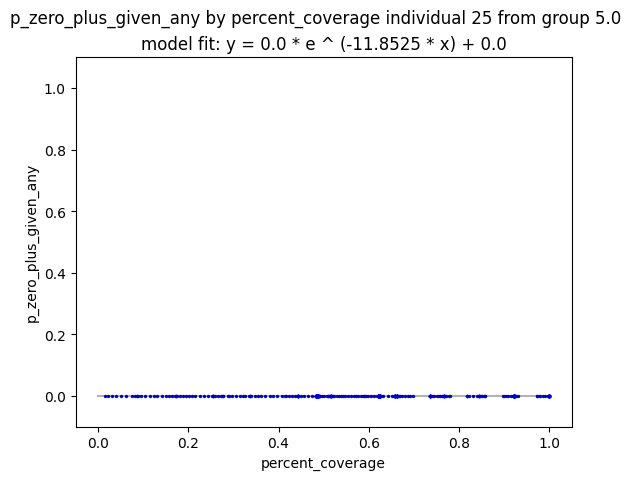 p_zero_plus_given_any by percent_coverage individual 25 from group 5.0
model fit: y = 0.0 * e ^ (-11.8525 * x) + 0.0
1.0
0.8
0.6
0.4
0.2
0.0
p_zero_plus_given_any
0.0 0.2 0.4 0.6 0.8 1.0
percent_coverage